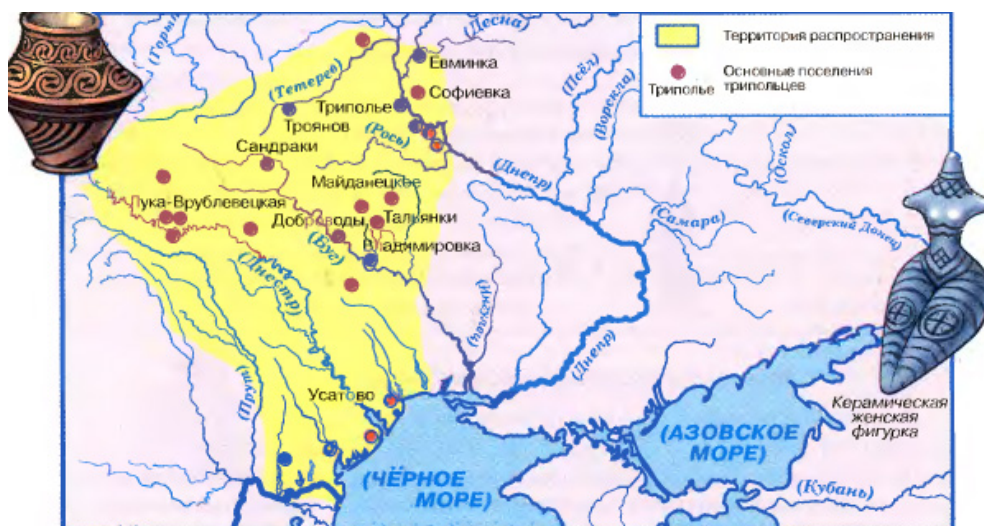 (Горынь)
(Десна)
Территория распространения
Евминка
(Тетерев)
Софиевка
(Псёл)
Основные поселения
Триполье
трипольцев
Триполье
Троянов
(Ворскла)
(Рось)
Сандраки
(Оскол)
(Днепр)
Майданецкое
Лука-Врублевецкая
Доброводы
Тальянки
(Самара)
(Северский Донец)
Владимировка
(Буг)
(Днестр)
(Прут)
(Днепр)
Усатово
Керамическая
женская
фигурка
(АЗОВСКОЕ
МОРЕ)
(ЧЁРНОЕ
МОРЕ)
(Кубань)